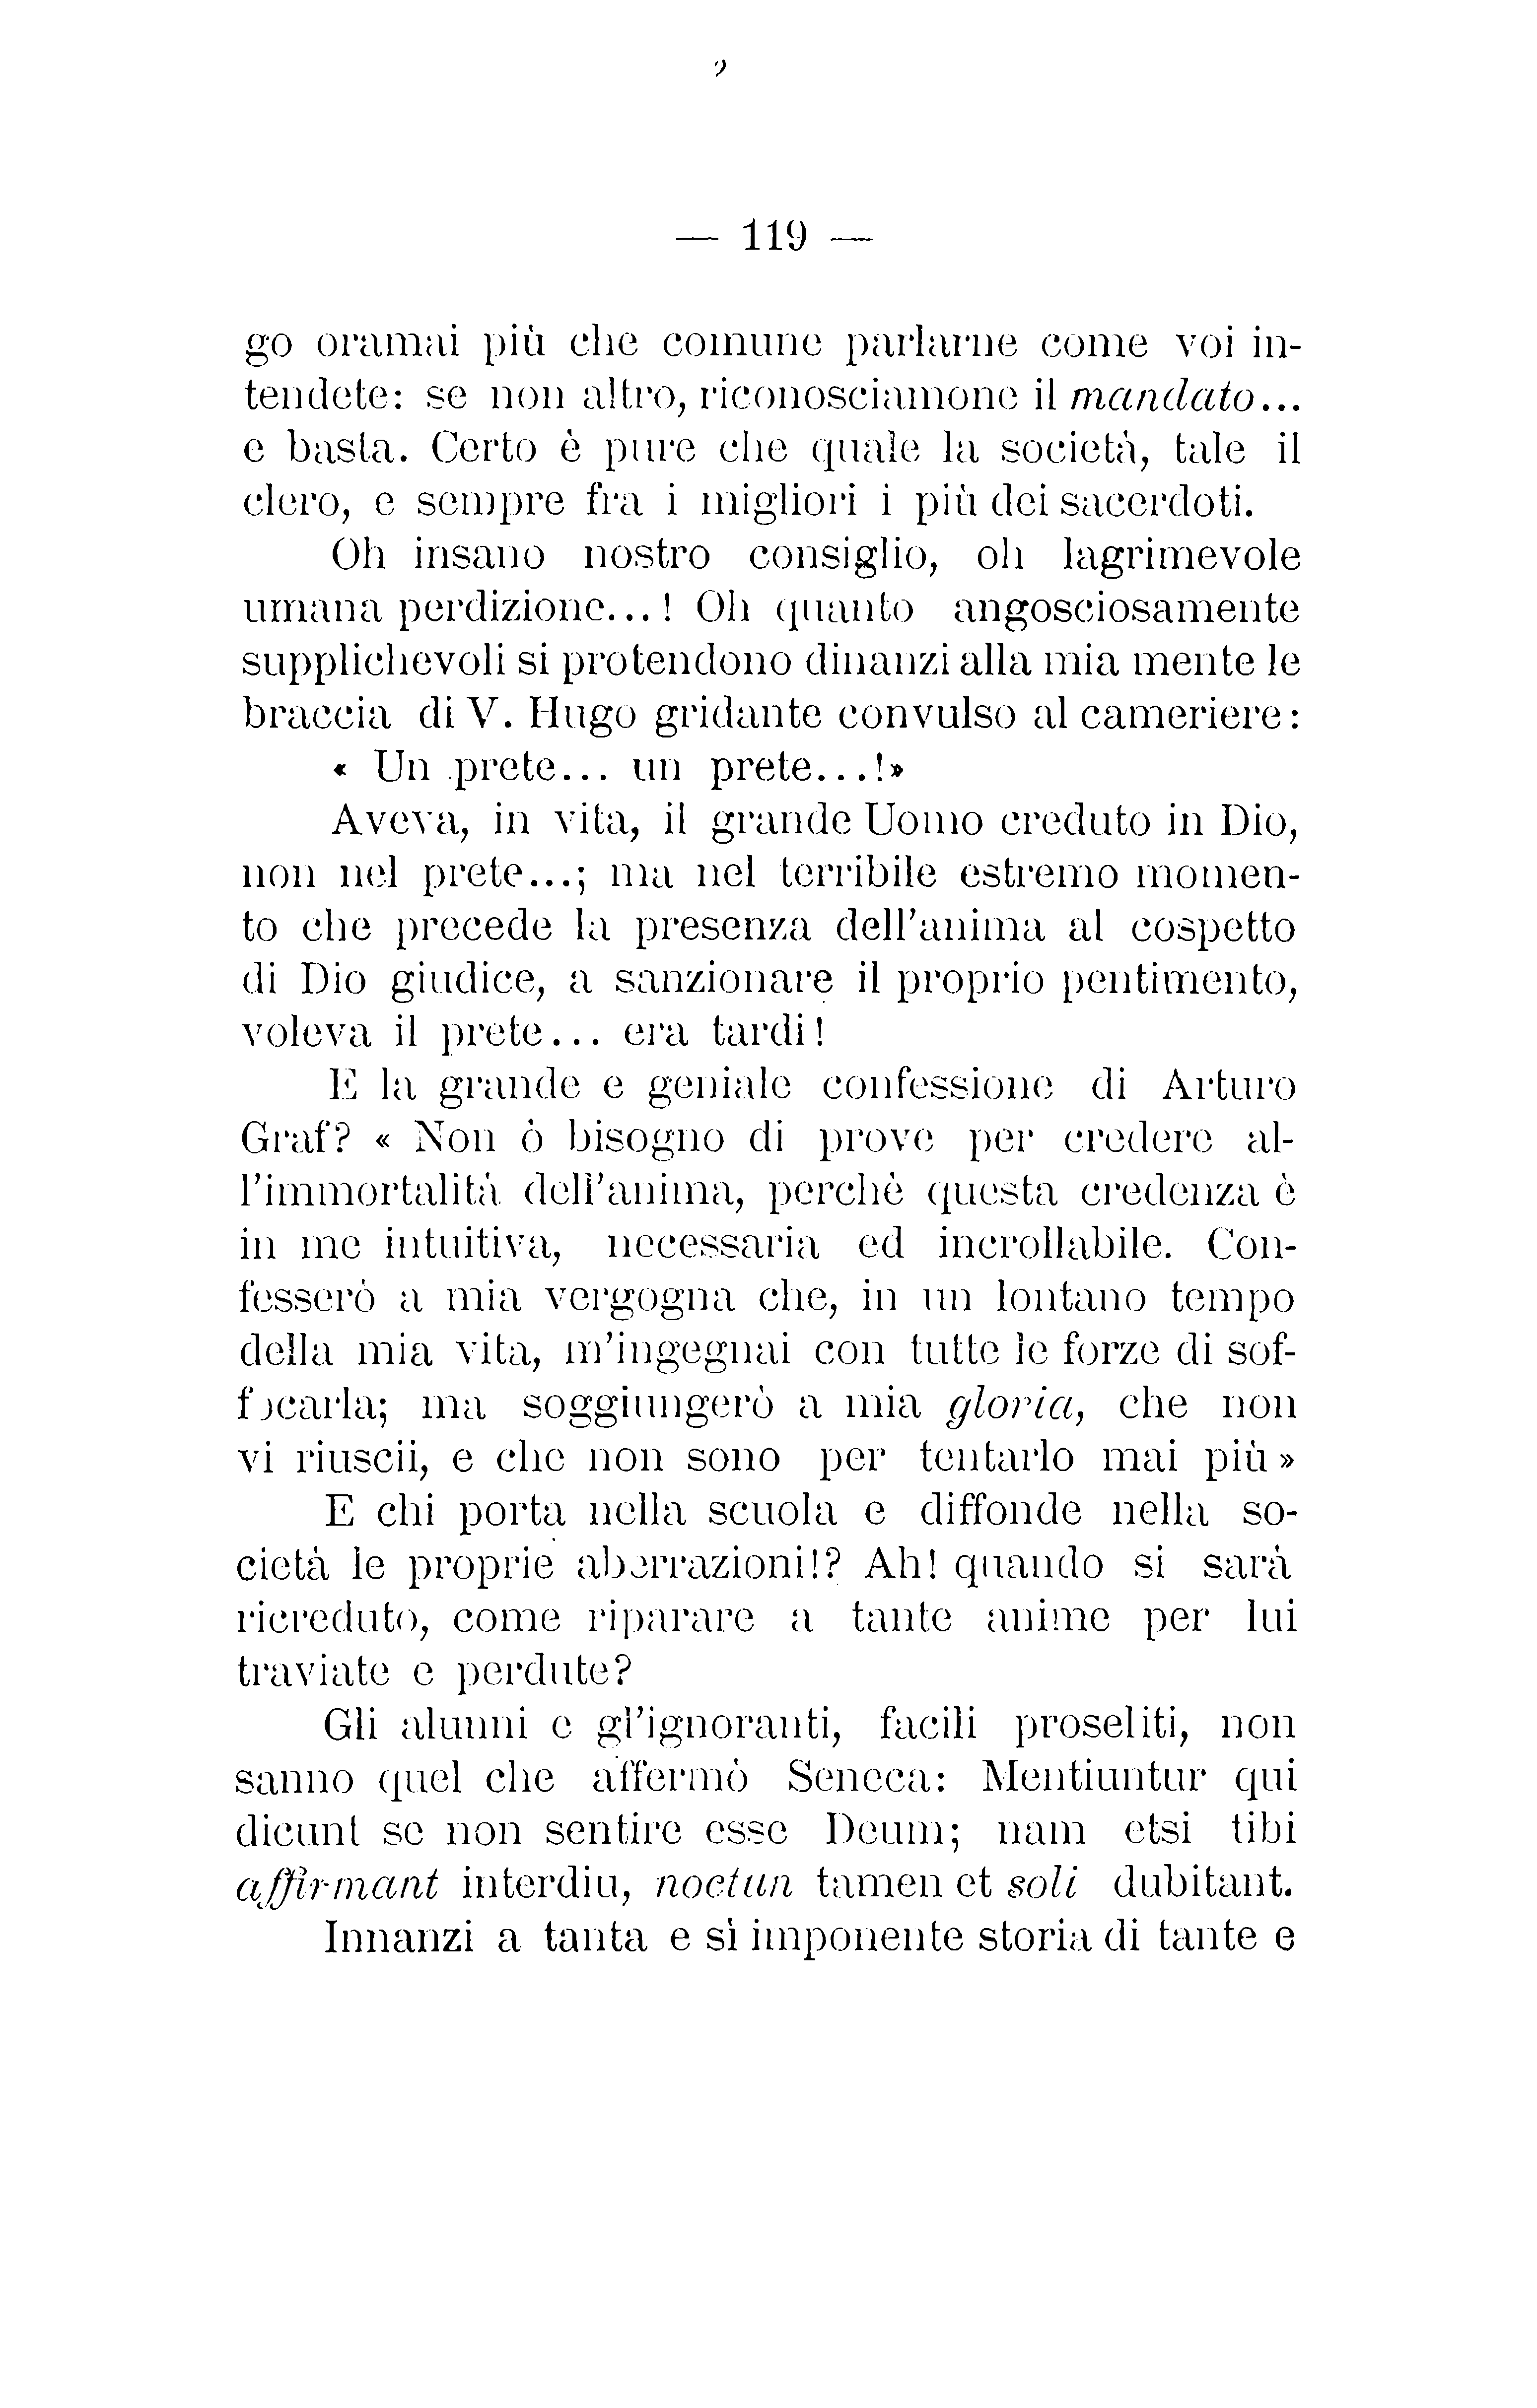 — 119 —
go oramai più che comune parlarne come voi in-
tendete: se non altro, riconosciamone il mandato...
e basta. Certo è pure che quale la società, tale il
clero, e sempre fra i migliori i più dei sacerdoti.
Oh insano nostro consiglio, oh lagrimevole
umana perdizione...! Oh quanto angosciosamente
supplichevoli si protendono dinanzi alla mia mente le
braccia di V. Hugo gridante convulso al cameriere:
« Un prete... un prete...!»
Aveva, in vita, il grande Uomo creduto in Dio,
non nel prete...; ma nel terribile estremo momen-
to che precede la presenza dell'anima al cospetto
di Dio giudice, a sanzionare il proprio pentimento,
voleva il prete... era tardi!
E la grande e geniale confessione di Arturo
Graf? « Non ò bisogno di prove per credere al-
l'immortalità dell'anima, perchè questa credenza è
in me intuitiva, necessaria ed incrollabile. Con-
fesserò a mia vergogna che, in un lontano tempo
della mia vita, m'ingegnai con tutte le forze di sof-
focarla; ma soggiungerò a mia gloria, che non
vi riuscii, e che non sono per tentarlo mai più »
E chi porta nella scuola e diffonde nella so-
cietà le proprie aberrazioni!? Ah! quando si sarà
ricreduto, come riparare a tante anime per lui
traviate e perdute?
Gli alunni e gl'ignoranti, facili proseliti, non
sanno quel che affermò Seneca: Mentiuntur qui
dicunt se non sentire esse Deum; nam etsi tibi
affirmant interdiu, noctun tamen et soli dubitant.
Innanzi a tanta e sì imponente storia di tante e